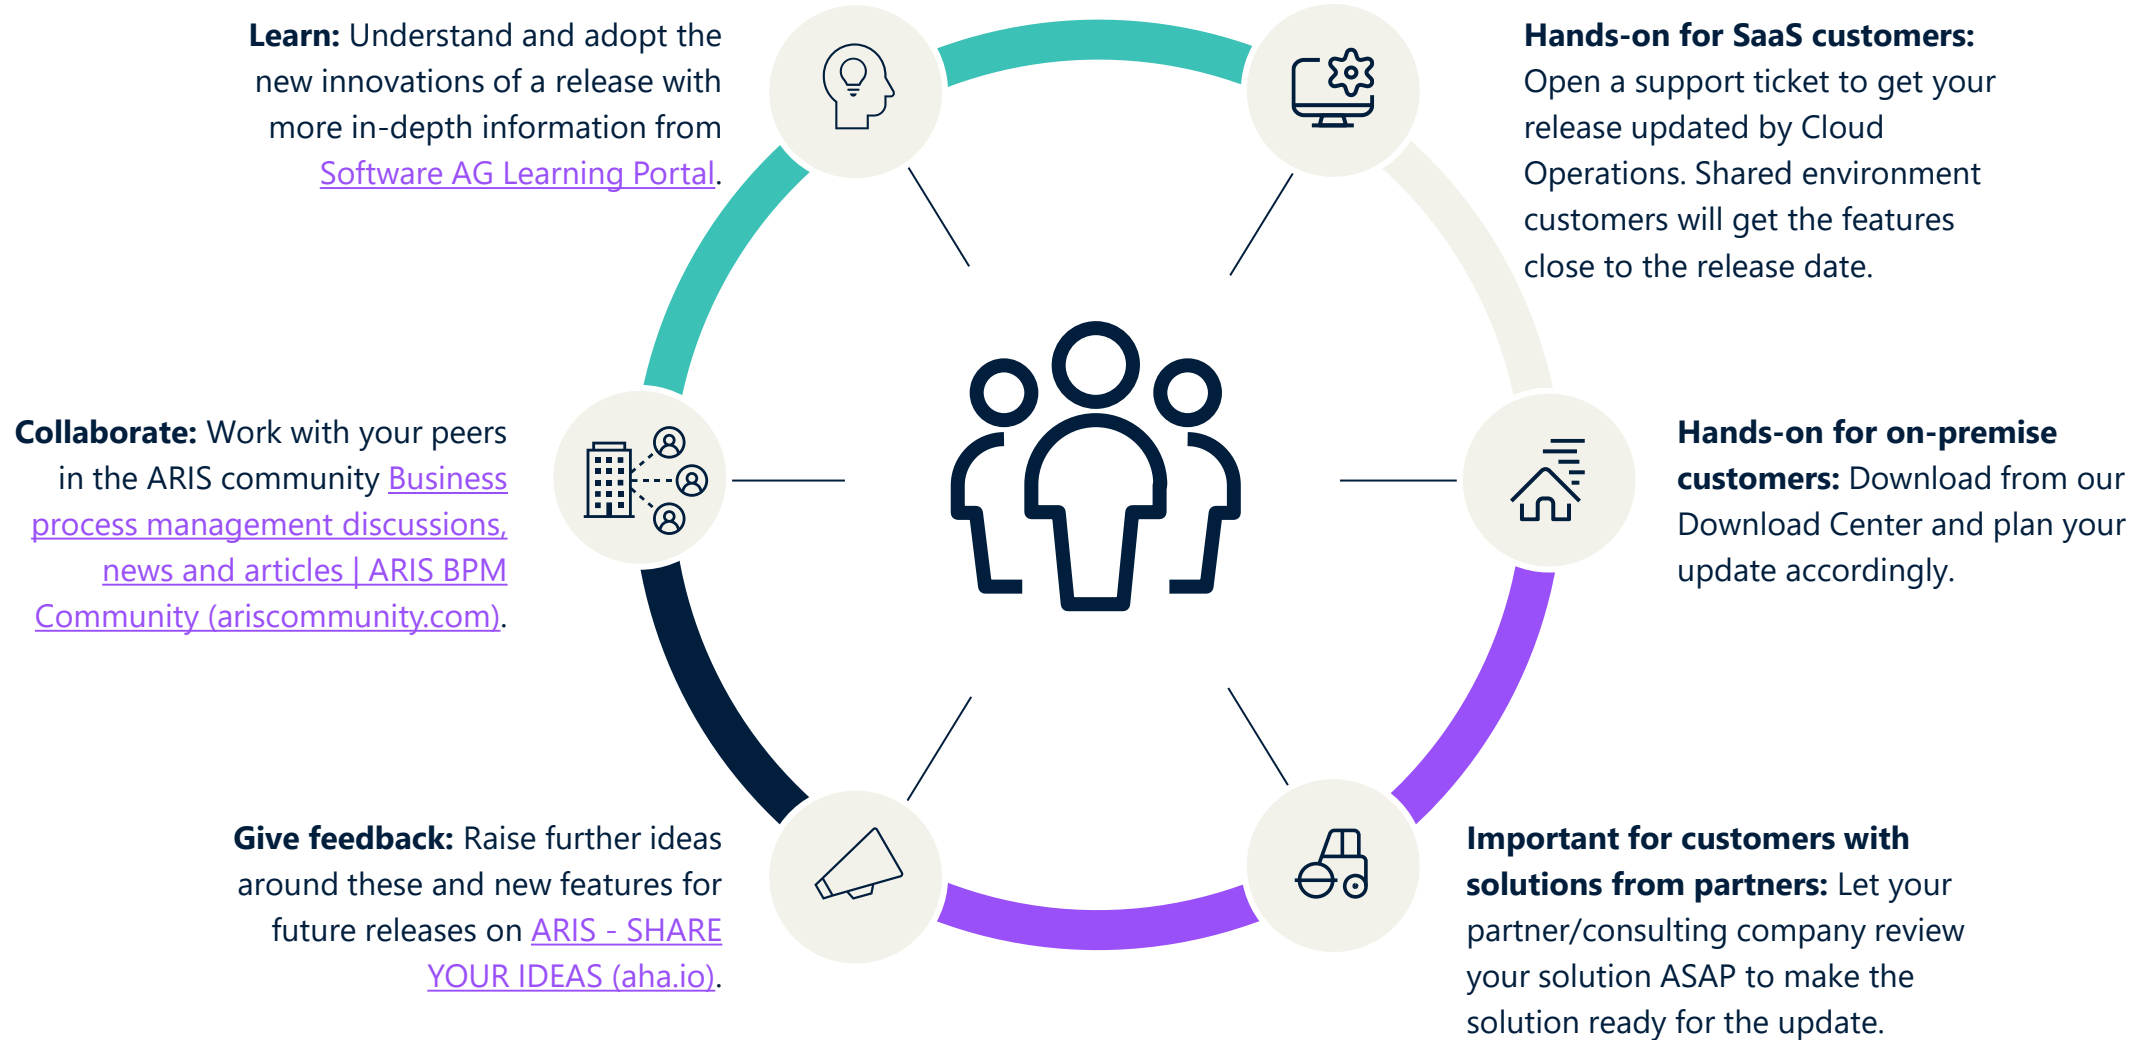 Learn: Understand and adopt the
new innovations of a release with
more in-depth information from
Software AG Learning Portal.
Hands-on for SaaS customers:
Open a support ticket to get your
release updated by Cloud
Operations. Shared environment
customers will get the features
close to the release date.
Collaborate: Work with your peers
in the ARIS community Business
process management discussions,
news and articles | ARIS BPM
Community (ariscommunity.com).
Hands-on for on-premise
customers: Download from our
Download Center and plan your
update accordingly.
Give feedback: Raise further ideas
around these and new features for
future releases on ARIS - SHARE
YOUR IDEAS (aha.io).
Important for customers with
solutions from partners: Let your
partner/consulting company review
your solution ASAP to make the
solution ready for the update.